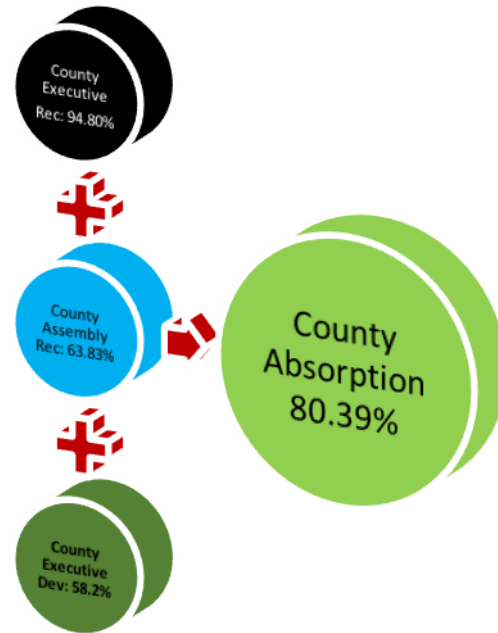 County
Executive
Rec: 94.80%
County
Assembly
Rec: 63.83%
County
Absorption
80.39%
County
Executive
Dev: 58.2%